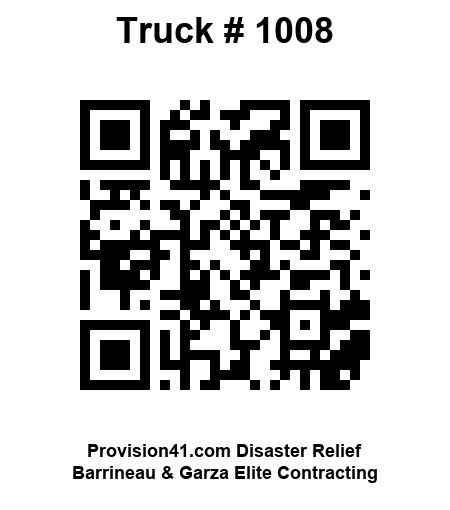 Truck # 1008
Provision41.com Disaster Relief
Barrineau & Garza Elite Contracting